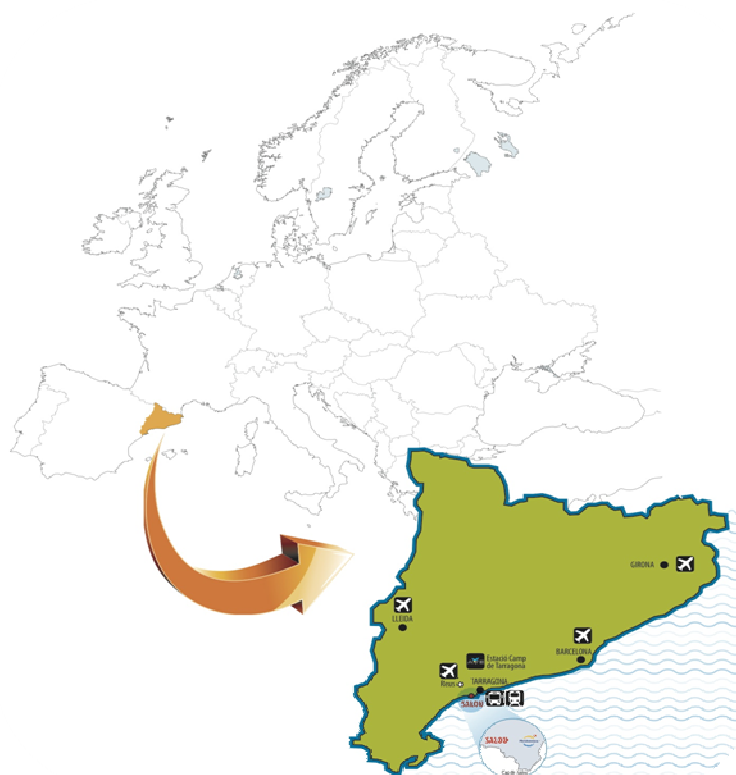 GIRONA
LLEIDA
BARCELONA
Estació Camp
de Tarragona
Reus
TARRAGONA
SALOU
SALOU